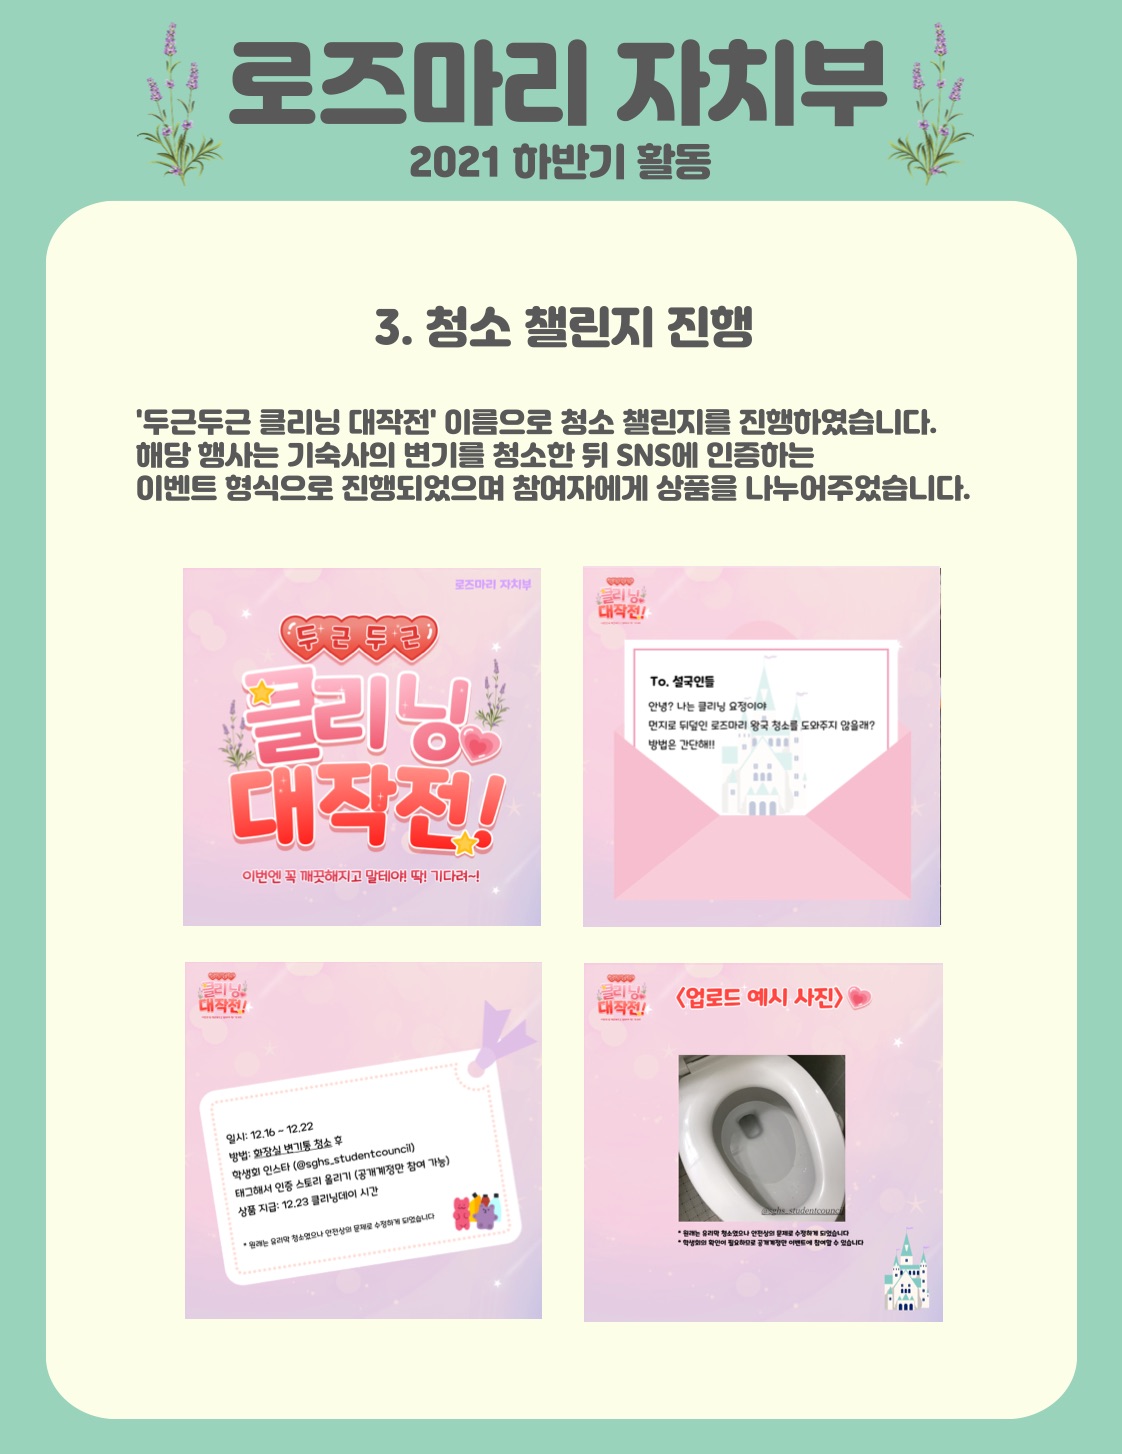 로즈마리 자치부
2021 하반기 활동
3. 청소 챌린지 진행
'두근두근 클리닝 대작전' 이름으로 청소 챌린지를 진행하였습니다.
해당 행사는 기숙사의 변기를 청소한 뒤 SNS에 인증하는
이벤트 형식으로 진행되었으며 참여자에게 상품을 나누어주었습니다.
로즈마리 자치부
두근두근
클리닝
대작전!
이번엔 꼭 깨끗해지고 말테야! 딱! 기다려~!
클리닝
대작전!
To. 설국인들
안녕? 나는 클리닝 요정이야
먼지로 뒤덮인 로즈마리 왕국 청소를 도와주지 않을래?
방법은 간단해!!
클리닝
대작전!
일시: 12.16 ~ 12.22
방법: 화장실 변기통 청소 후
학생회 인스타 (@sghs_studentcouncil)
태그해서 인증 스토리 올리기 (공개계정만 참여 가능)
상품 지급: 12.23 클리닝데이 시간
* 원래는 유리막 청소였으나 안전상의 문제로 수정하게 되었습니다
클리닝
대작전!
<업로드 예시 사진>
@sghs_studentcouncil
* 원래는 유리막 청소였으나 안전상의 문제로 수정하게 되었습니다
* 학생회의 확인이 필요하므로 공개계정만 이벤트에 참여할 수 있습니다